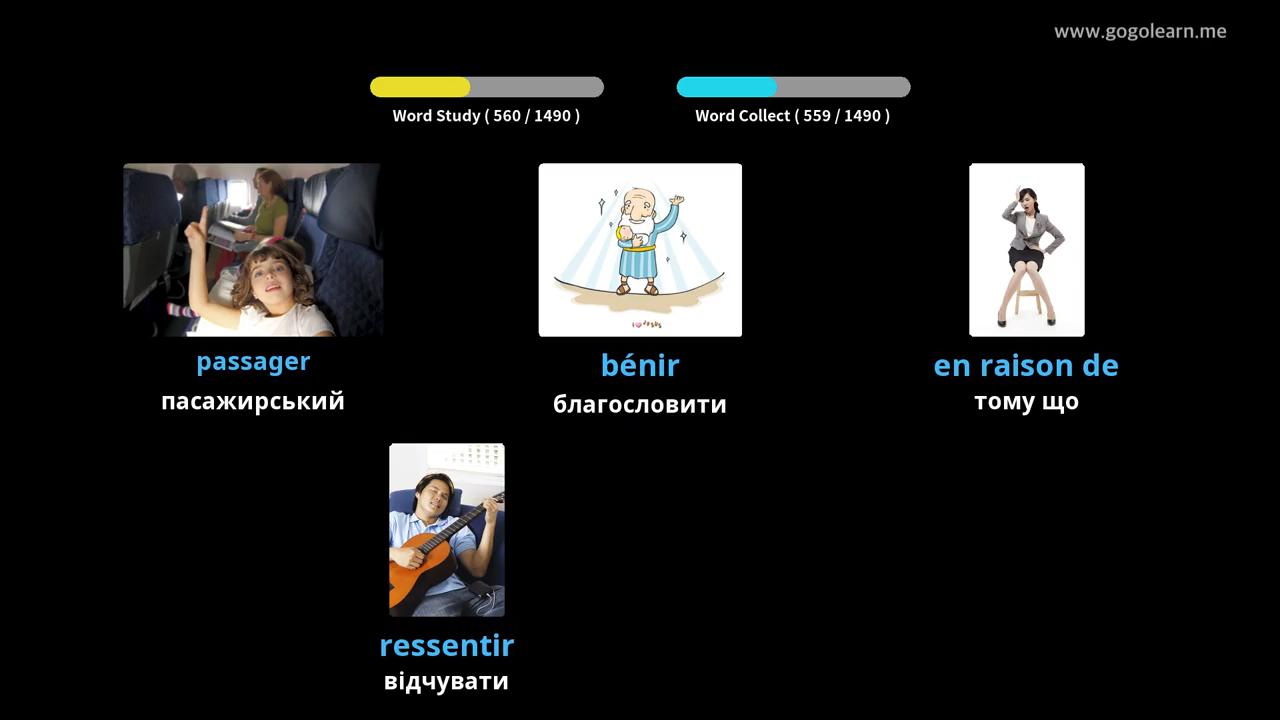 www.gogolearn.me
Word Study ( 560 / 1490 )
Word Collect ( 559 / 1490 )
I ❤ JESUS
passager
bénir
en raison de
пасажирський
благословити
тому що
ressentir
відчувати